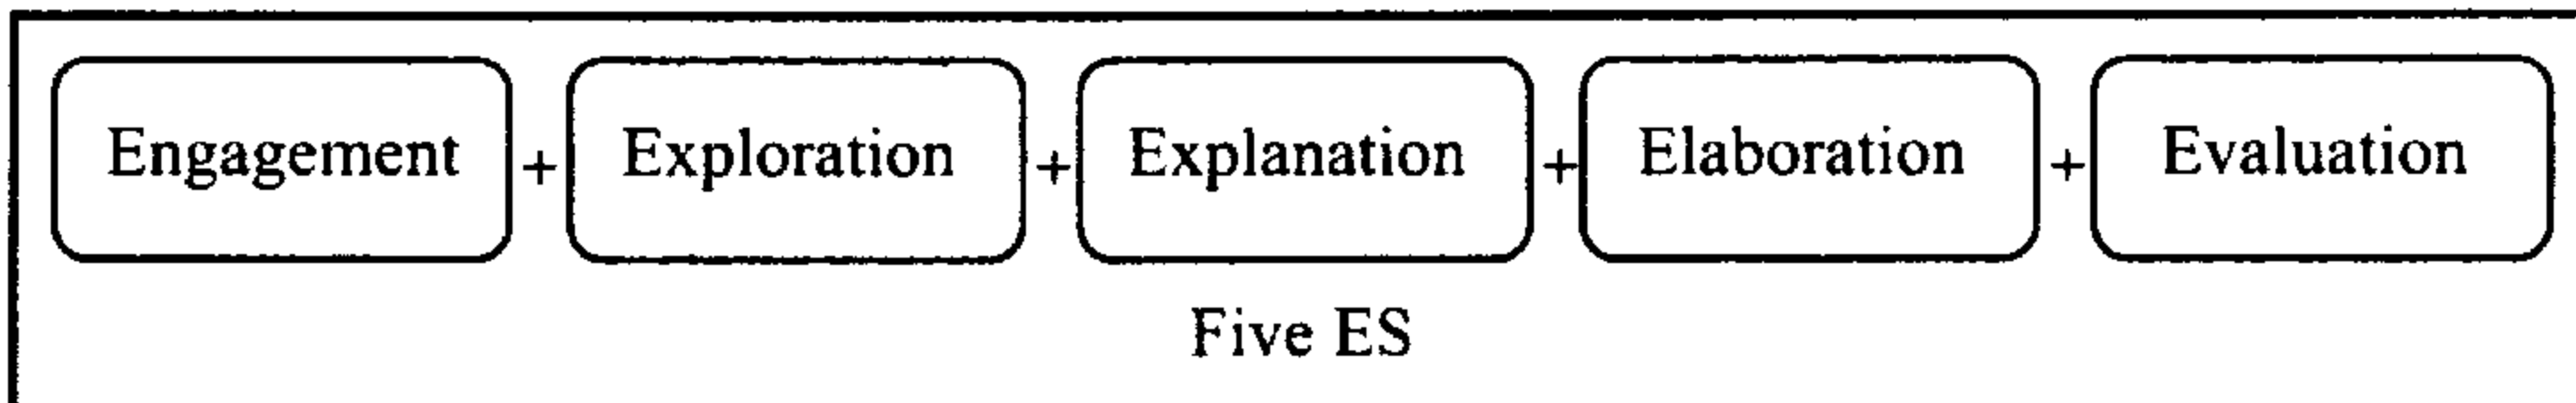 Engagement + Exploration + Explanation + Elaboration + Evaluation
Five ES